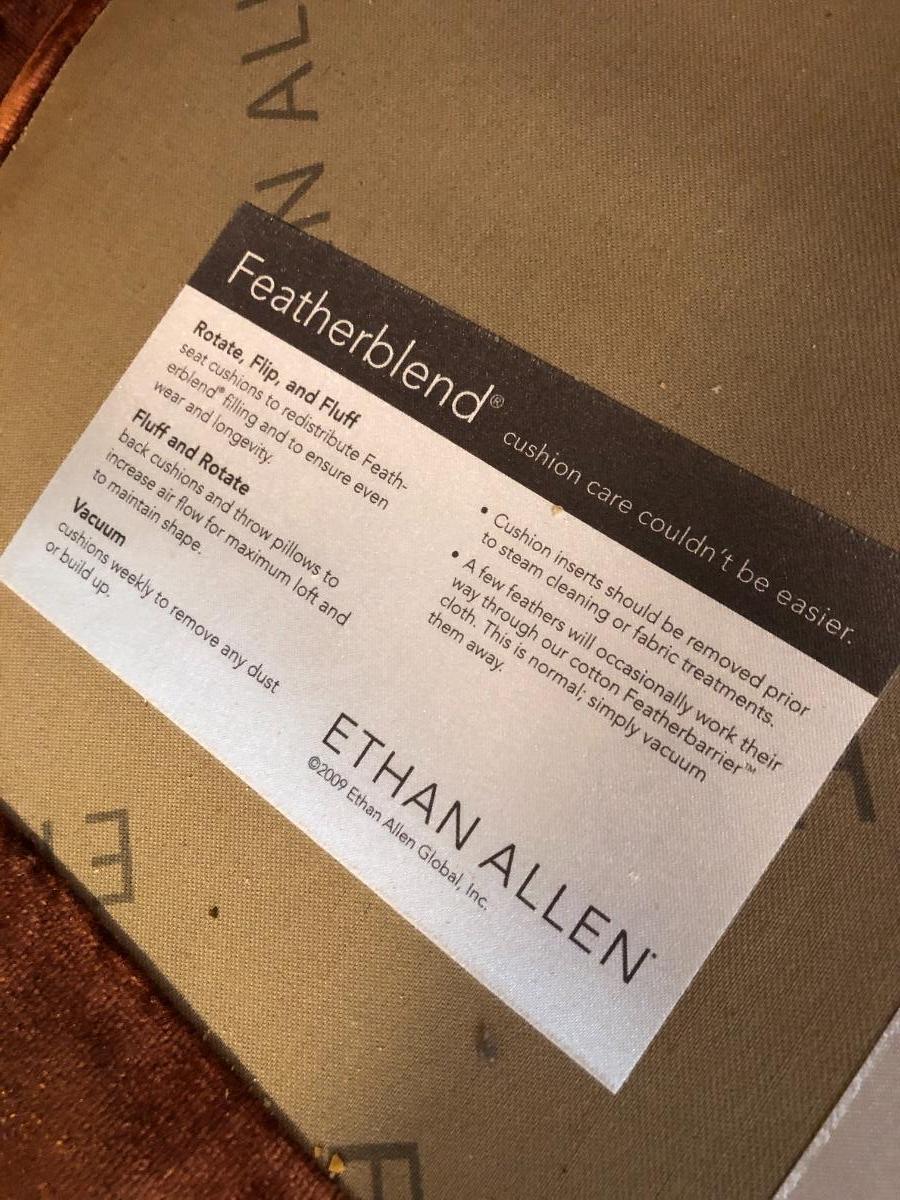 N AL
Featherblend® cushion care couldn't be easier.
Rotate, Flip, and Fluff
seat cushions to redistribute Feath-
erblend® filling and to ensure even
wear and longevity.
Fluff and Rotate
back cushions and throw pillows to
increase air flow for maximum loft and
to maintain shape.
Vacuum
cushions weekly to remove any dust
or build up.
• Cushion inserts should be removed prior
to steam cleaning or fabric treatments.
• A few feathers will occasionally work their
way through our cotton Featherbarrier™
cloth. This is normal; simply vacuum
them away.
ETHAN ALLEN
©2009 Ethan Allen Global, Inc.
E